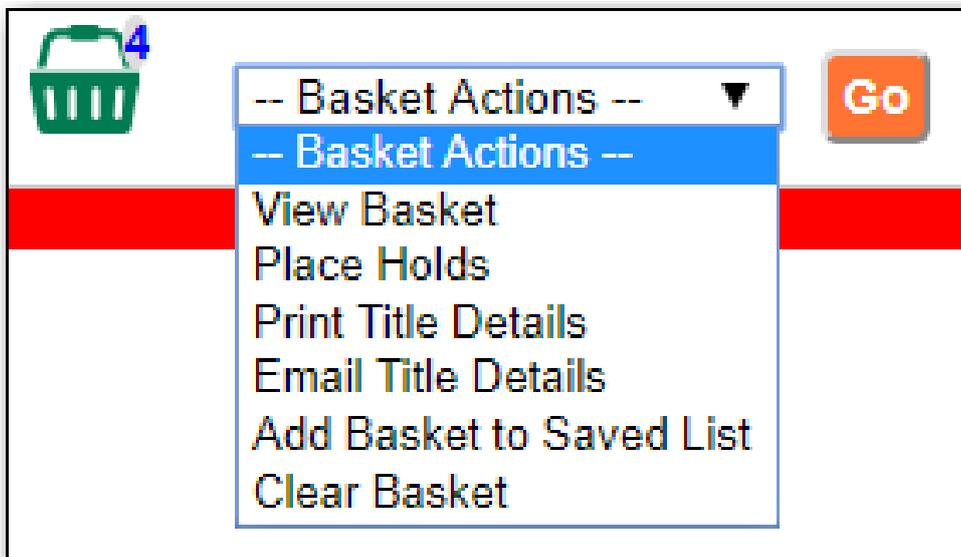 4
-- Basket Actions -- ▼ Go
-- Basket Actions --
View Basket
Place Holds
Print Title Details
Email Title Details
Add Basket to Saved List
Clear Basket